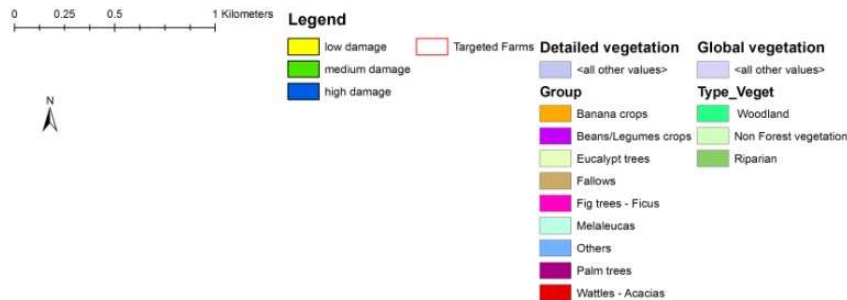 0 0.25 0.5 1 Kilometers
N
Legend
low damage
medium damage
high damage
Targeted Farms
Detailed vegetation
<all other values>
Group
Banana crops
Beans/Legumes crops
Eucalypt trees
Fallows
Fig trees - Ficus
Melaleucas
Others
Palm trees
Wattles - Acacias
Global vegetation
<all other values>
Type_Veget
Woodland
Non Forest vegetation
Riparian